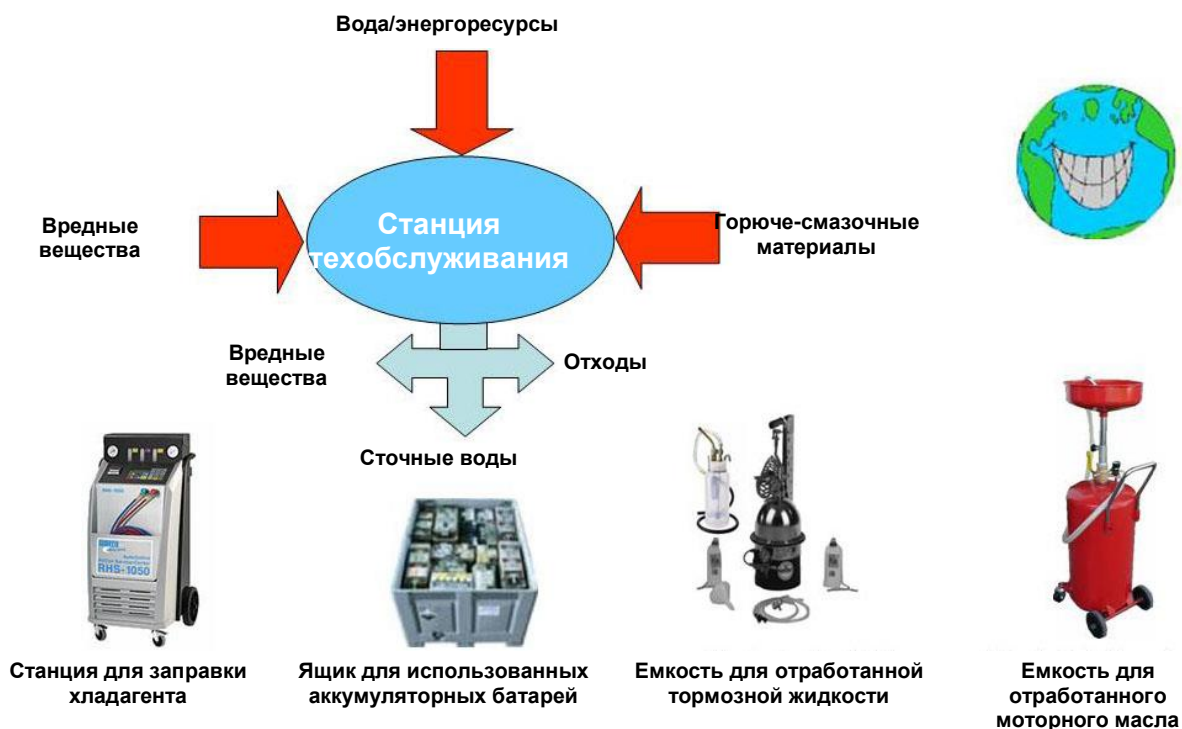 Вода/энергоресурсы
Вредные
вещества
Станция
техобслуживания
Горюче-смазочные
материалы
Вредные
вещества
Отходы
Сточные воды
RHS-1050
Станция для заправки
хладагента
Ящик для использованных
аккумуляторных батарей
Емкость для отработанной
тормозной жидкости
Емкость для
отработанного
моторного масла